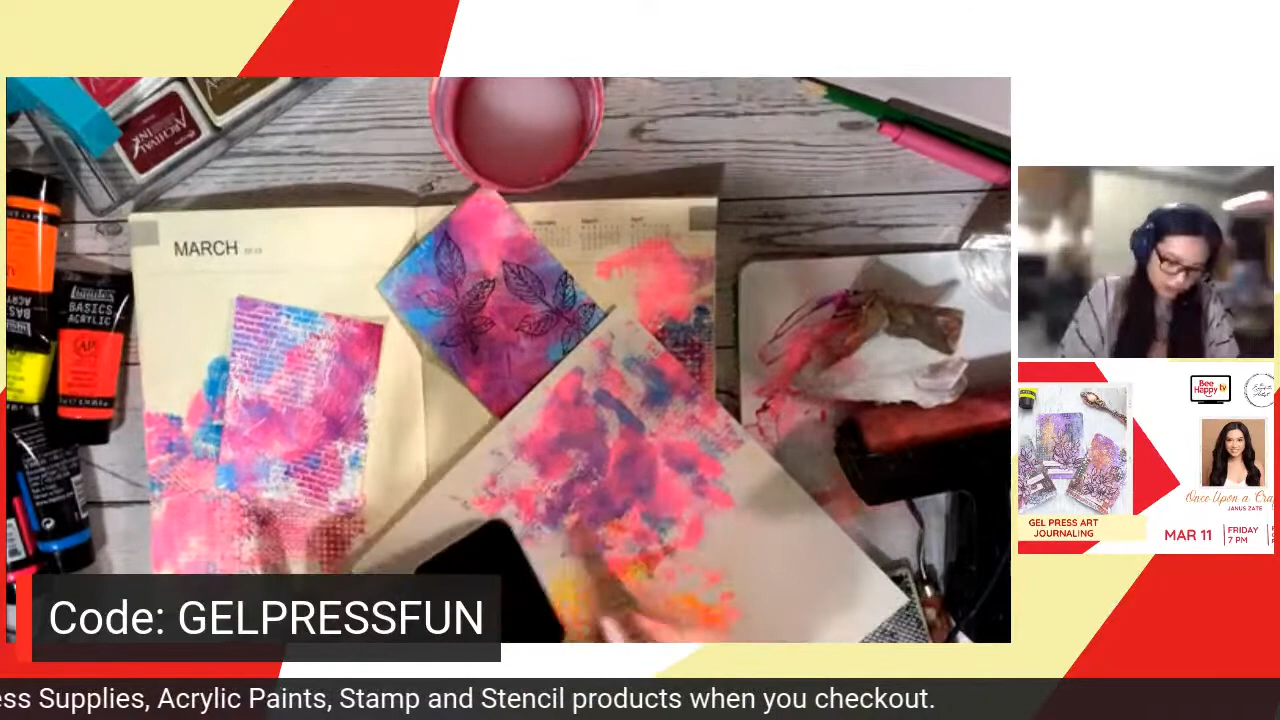 ARCHIVAL
INK
MARCH
BASICS
ACRYLIC
Bee
Happy tv
Once Upon a
JANUS ZATE
GEL PRESS ART
JOURNALING
MAR 11
FRIDAY
7 PM
Code: GELPRESSFUN
ess Supplies, Acrylic Paints, Stamp and Stencil products when you checkout.